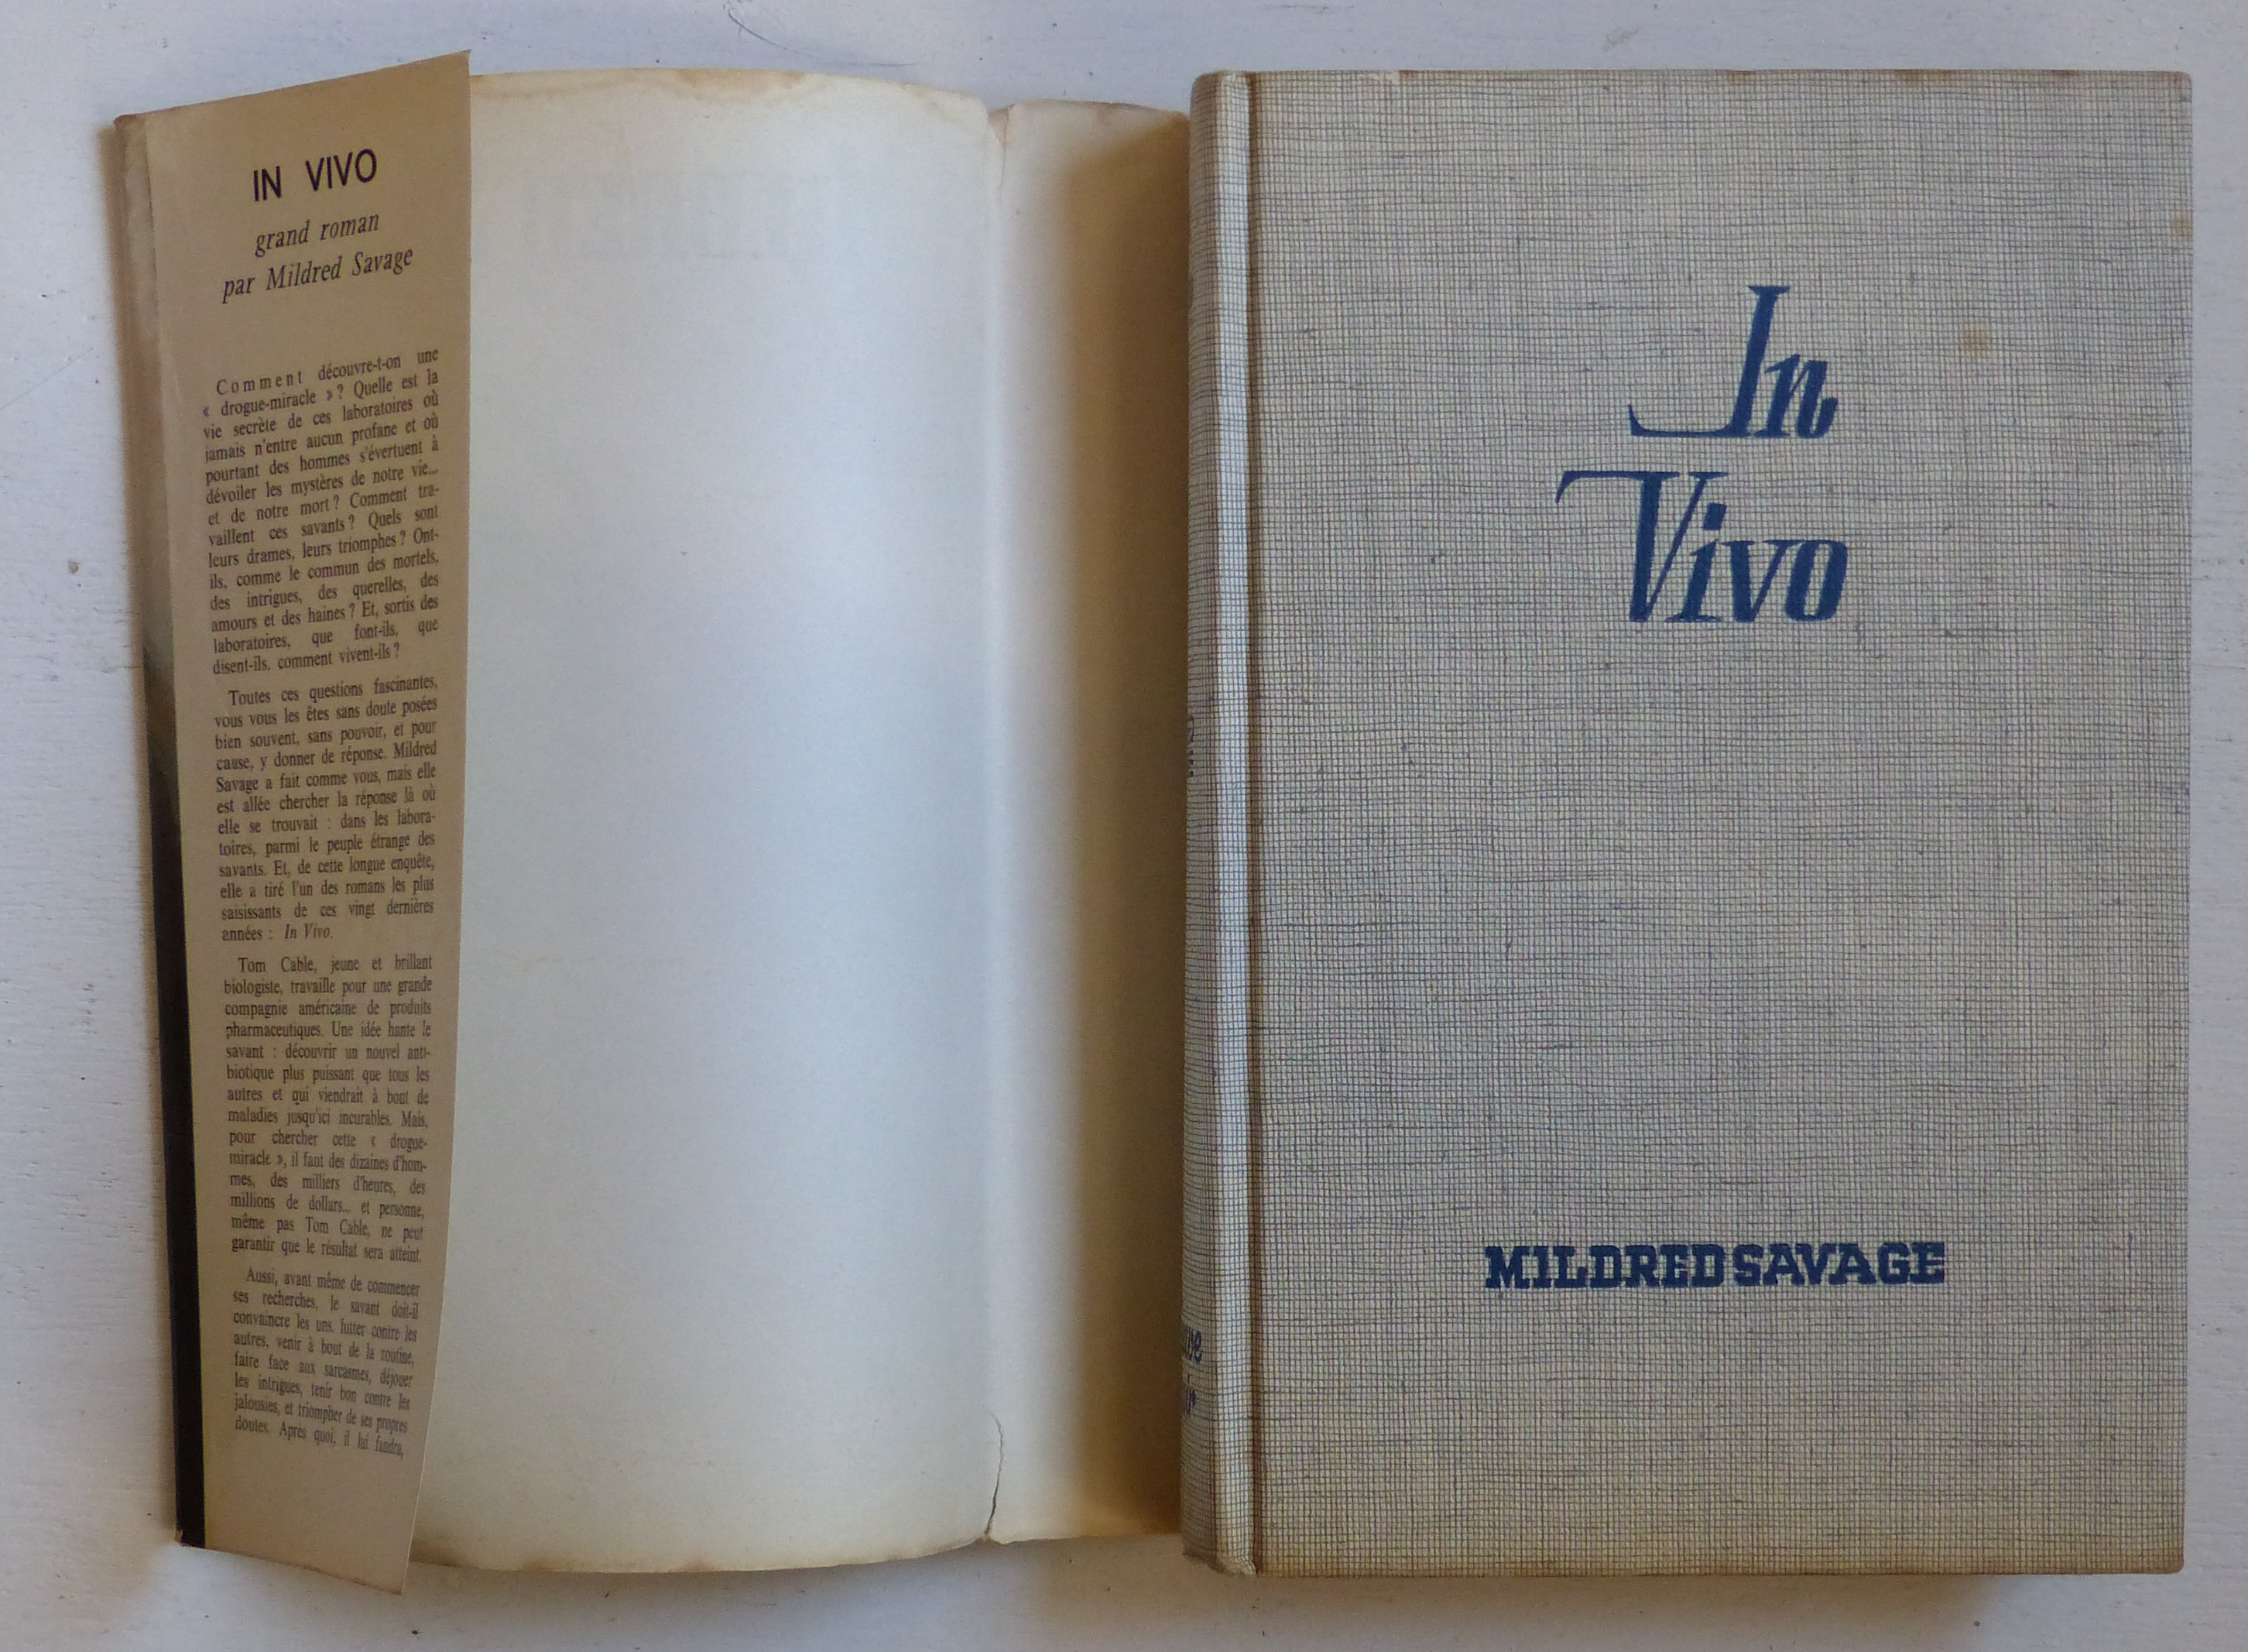 IN VIVO
grand roman
par Mildred Savage
Comment découvre-t-on une
« drogue-miracle » ? Quelle est la
vie secrète de ces laboratoires où
jamais n'entre aucun profane et où
pourtant des hommes s'évertuent à
dévoiler les mystères de notre vie...
et de notre mort ? Comment tra-
vaillent ces savants ? Quels sont
leurs drames, leurs triomphes ? Ont-
ils, comme le commun des mortels,
des intrigues, des querelles, des
amours et des haines ? Et, sortis des
laboratoires, que font-ils, que
disent-ils, comment vivent-ils ?
Toutes ces questions fascinantes,
vous vous les êtes sans doute posées
bien souvent, sans pouvoir, et pour
cause, y donner de réponse. Mildred
Savage a fait comme vous, mais elle
est allée chercher la réponse là où
elle se trouvait : dans les labora-
toires, parmi le peuple étrange des
savants. Et, de cette longue enquête,
elle a tiré l'un des romans les plus
saisissants de ces vingt dernières
années : In Vivo.
Tom Cable, jeune et brillant
biologiste, travaille pour une grande
compagnie américaine de produits
pharmaceutiques. Une idée hante le
savant : découvrir un nouvel anti-
biotique plus puissant que tous les
autres et qui viendrait à bout de
maladies jusqu'ici incurables. Mais,
pour chercher cette « drogue-
miracle », il faut des dizaines d'hom-
mes, des milliers d'heures, des
millions de dollars... et personne,
même pas Tom Cable, ne peut
garantir que le résultat sera atteint.
Aussi, avant même de commencer
ses recherches, le savant doit-il
convaincre les uns, lutter contre les
autres, venir à bout de la routine,
faire face aux sarcasmes, déjouer
les intrigues, tenir bon contre les
jalousies, et triompher de ses propres
doutes. Après quoi, il lui faudra,
In
Vivo
MILDRED SAVAGE